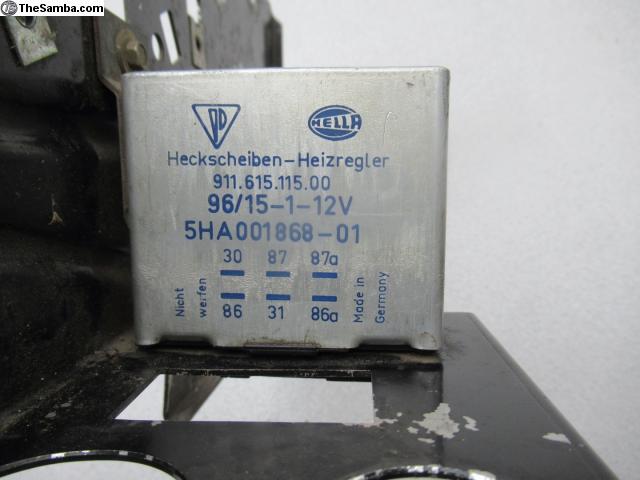 TheSamba.com
HELLA
Heckscheiben-Heizregler
911.615.115.00
96/15-1-12V
5HA001868-01
30 87 87a
Nicht werfen
86 31 86a
Made in Germany